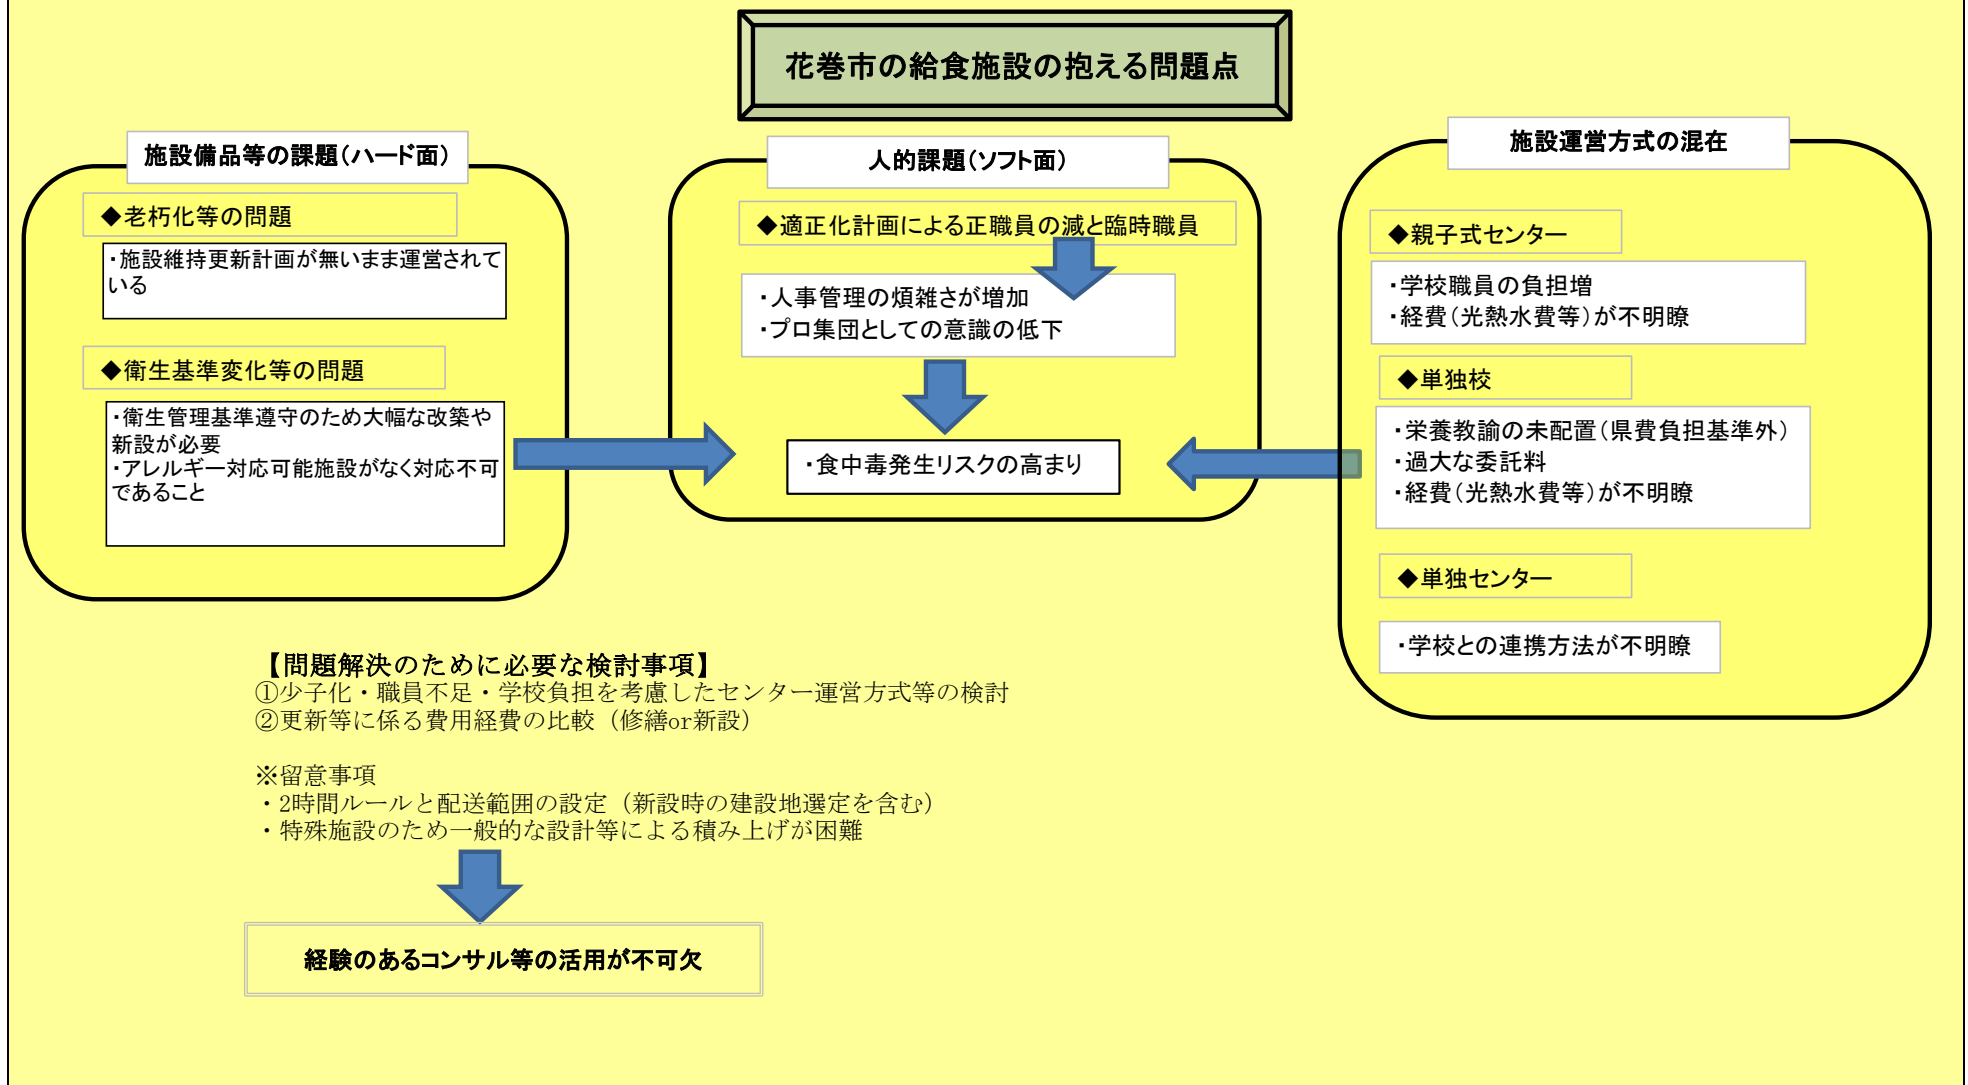 花巻市の給食施設の抱える問題点
施設備品等の課題(ハード面)
◆老朽化等の問題
・施設維持更新計画が無いまま運営されて
いる
◆衛生基準変化等の問題
・衛生管理基準遵守のため大幅な改築や
新設が必要
・アレルギー対応可能施設がなく対応不可
であること
人的課題(ソフト面)
◆適正化計画による正職員の減と臨時職員
・人事管理の煩雑さが増加
・プロ集団としての意識の低下
・食中毒発生リスクの高まり
施設運営方式の混在
◆親子式センター
・学校職員の負担増
・経費(光熱水費等)が不明瞭
◆単独校
・栄養教諭の未配置(県費負担基準外)
・過大な委託料
・経費(光熱水費等)が不明瞭
◆単独センター
・学校との連携方法が不明瞭
【問題解決のために必要な検討事項】
①少子化・職員不足・学校負担を考慮したセンター運営方式等の検討
②更新等に係る費用経費の比較(修繕or新設)
※留意事項
・2時間ルールと配送範囲の設定(新設時の建設地選定を含む)
・特殊施設のため一般的な設計等による積み上げが困難
経験のあるコンサル等の活用が不可欠